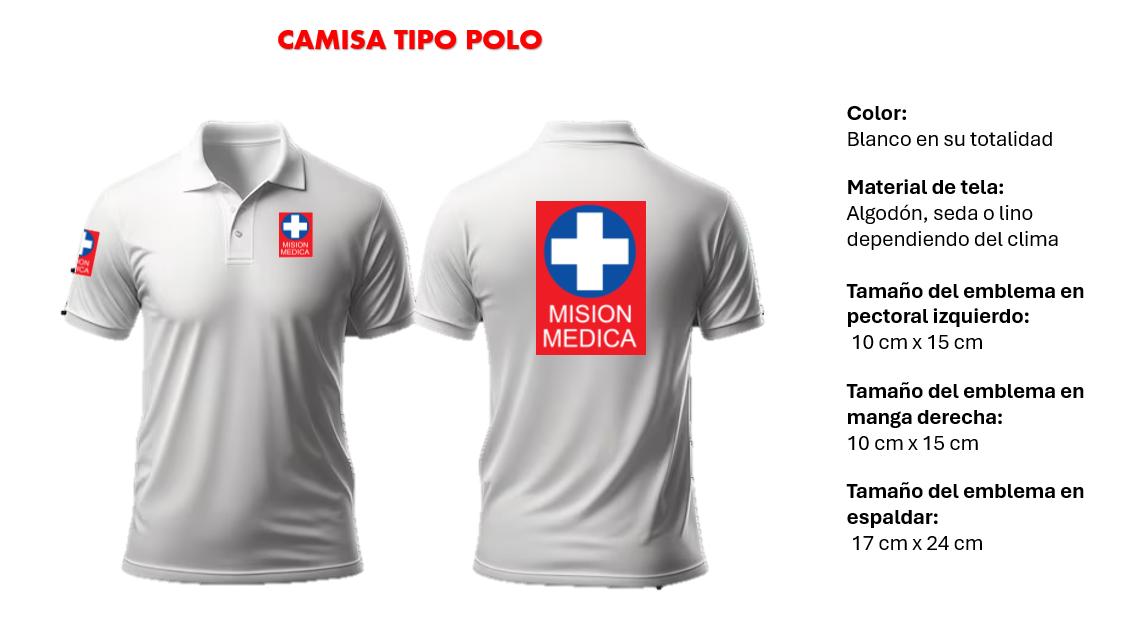 CAMISA TIPO POLO
MISION
MEDICA
ION
ICA
MISION
MEDICA
Color:
Blanco en su totalidad
Material de tela:
Algodón, seda o lino
dependiendo del clima
Tamaño del emblema en
pectoral izquierdo:
10 cm x 15 cm
Tamaño del emblema en
manga derecha:
10 cm x 15 cm
Tamaño del emblema en
espaldar:
17 cm x 24 cm